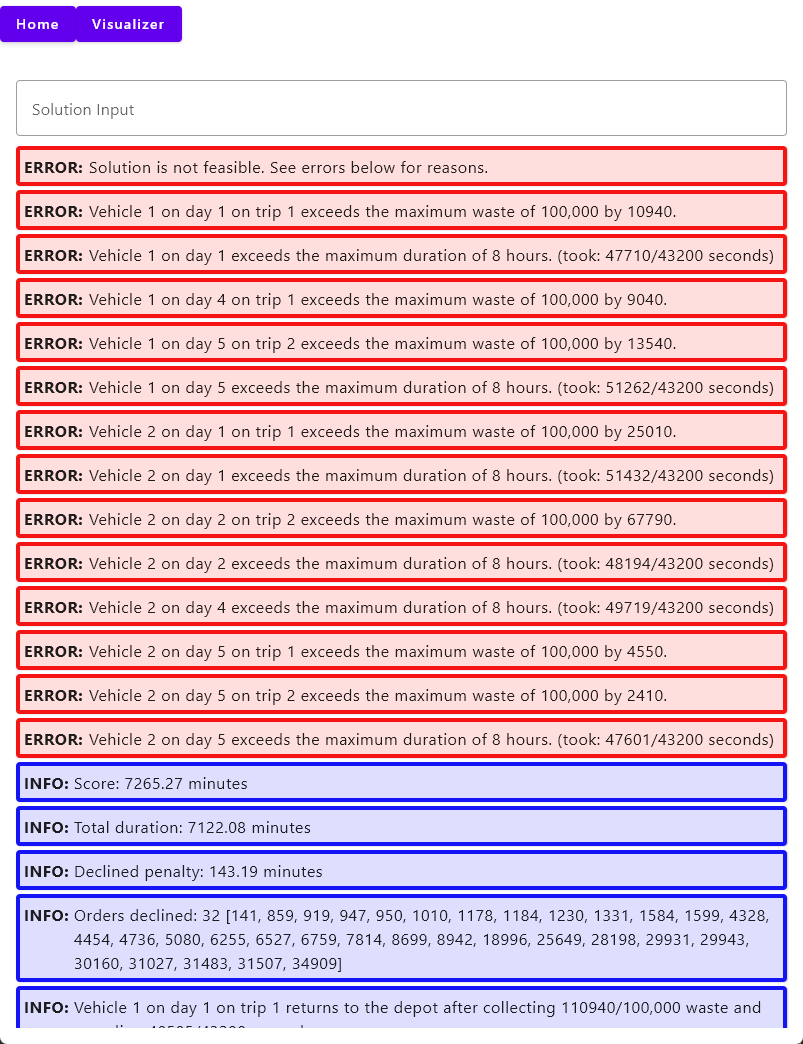 Home Visualizer
Solution Input
ERROR: Solution is not feasible. See errors below for reasons.
ERROR: Vehicle 1 on day 1 on trip 1 exceeds the maximum waste of 100,000 by 10940.
ERROR: Vehicle 1 on day 1 exceeds the maximum duration of 8 hours. (took: 47710/43200 seconds)
ERROR: Vehicle 1 on day 4 on trip 1 exceeds the maximum waste of 100,000 by 9040.
ERROR: Vehicle 1 on day 5 on trip 2 exceeds the maximum waste of 100,000 by 13540.
ERROR: Vehicle 1 on day 5 exceeds the maximum duration of 8 hours. (took: 51262/43200 seconds)
ERROR: Vehicle 2 on day 1 on trip 1 exceeds the maximum waste of 100,000 by 25010.
ERROR: Vehicle 2 on day 1 exceeds the maximum duration of 8 hours. (took: 51432/43200 seconds)
ERROR: Vehicle 2 on day 2 on trip 2 exceeds the maximum waste of 100,000 by 67790.
ERROR: Vehicle 2 on day 2 exceeds the maximum duration of 8 hours. (took: 48194/43200 seconds)
ERROR: Vehicle 2 on day 4 exceeds the maximum duration of 8 hours. (took: 49719/43200 seconds)
ERROR: Vehicle 2 on day 5 on trip 1 exceeds the maximum waste of 100,000 by 4550.
ERROR: Vehicle 2 on day 5 on trip 2 exceeds the maximum waste of 100,000 by 2410.
ERROR: Vehicle 2 on day 5 exceeds the maximum duration of 8 hours. (took: 47601/43200 seconds)
INFO: Score: 7265.27 minutes
INFO: Total duration: 7122.08 minutes
INFO: Declined penalty: 143.19 minutes
INFO: Orders declined: 32 [141, 859, 919, 947, 950, 1010, 1178, 1184, 1230, 1331, 1584, 1599, 4328,
4454, 4736, 5080, 6255, 6527, 6759, 7814, 8699, 8942, 18996, 25649, 28198, 29931, 29943,
30160, 31027, 31483, 31507, 34909]
INFO: Vehicle 1 on day 1 on trip 1 returns to the depot after collecting 110940/100,000 waste and